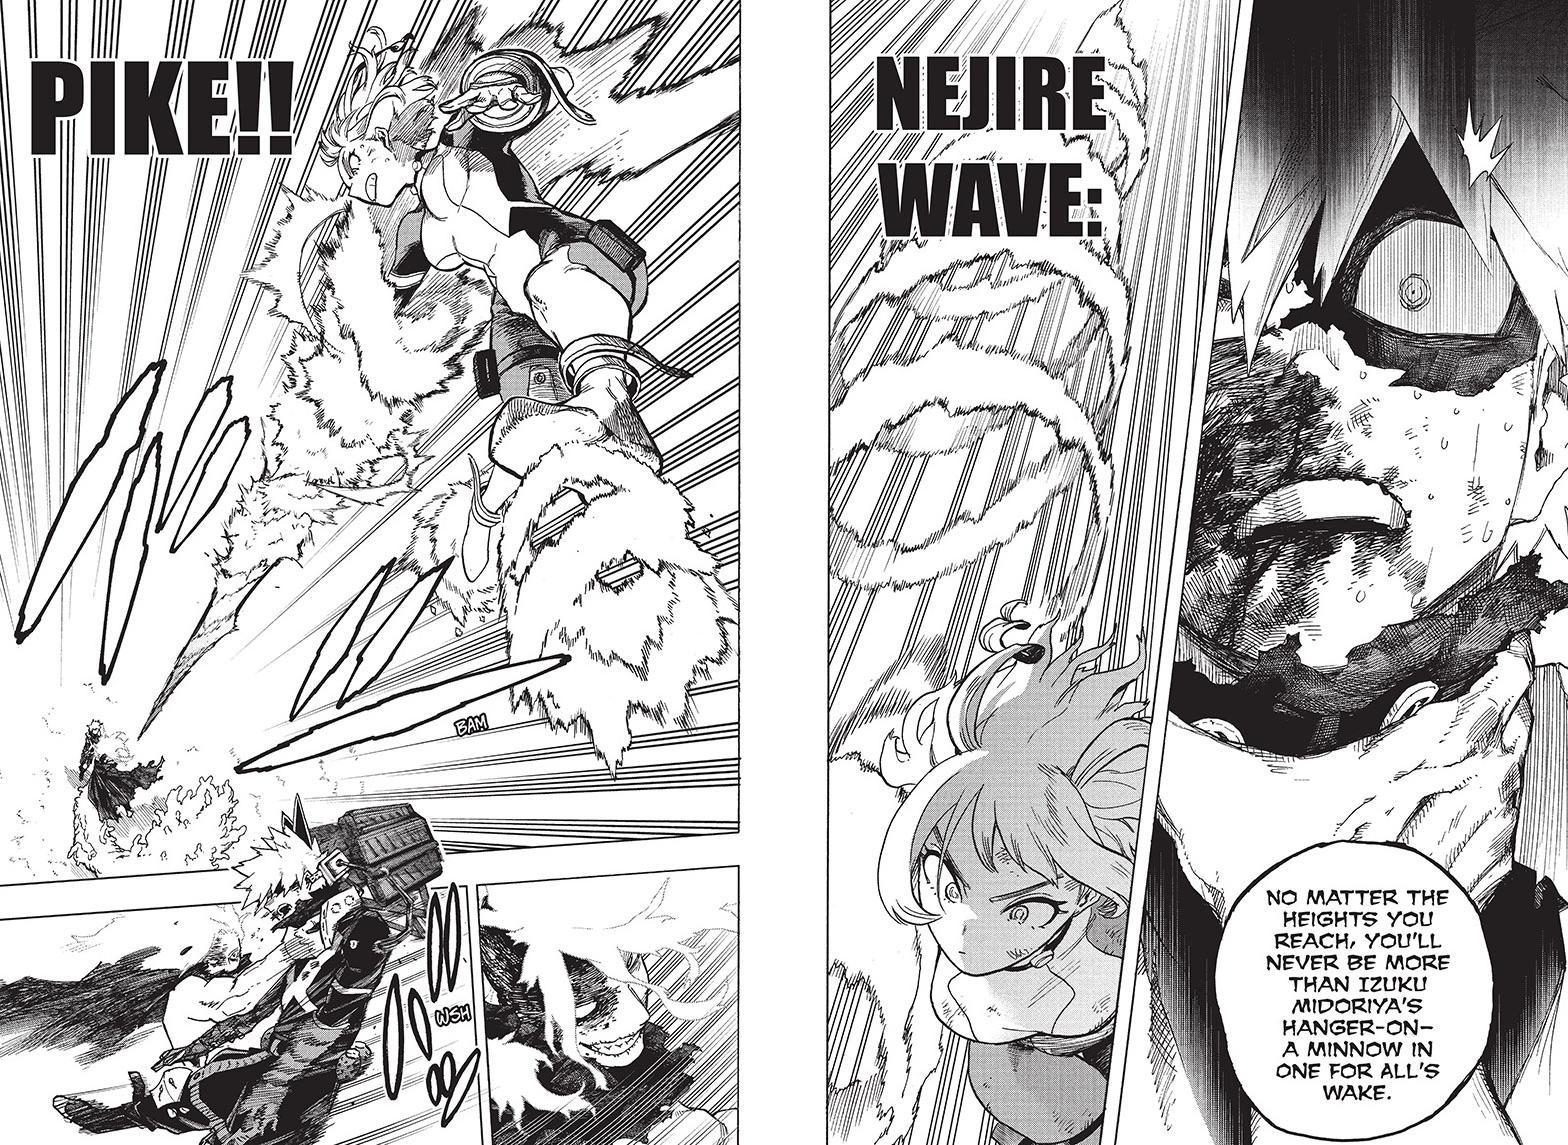 NO MATTER THE
HEIGHTS YOU
REACH, YOU'LL
NEVER BE MORE
THAN IZUKU
MIDORIYA'S
HANGER-ON–
A MINNOW IN
ONE FOR ALL'S
WAKE.
NEJIRE
WAVE:
PIKE!!
BAM
WSH